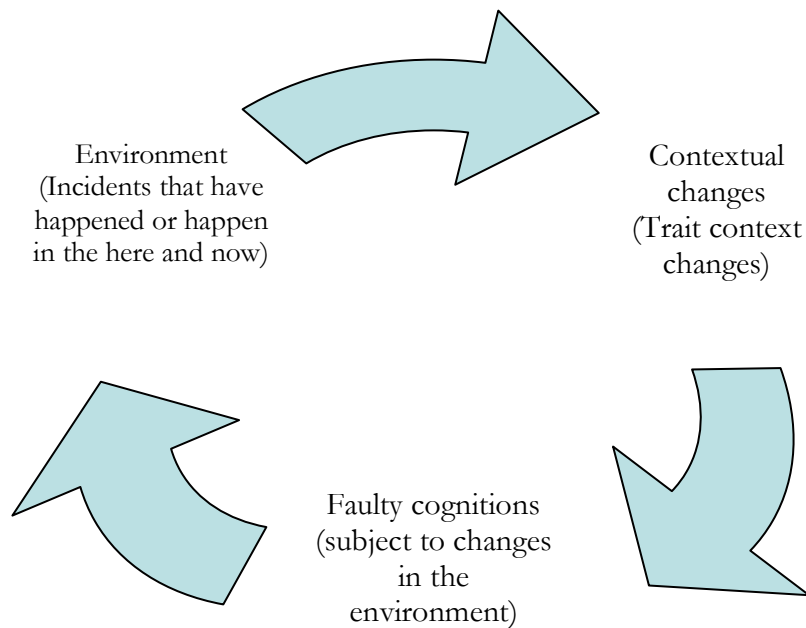 Environment
(Incidents that have
happened or happen
in the here and now)
Contextual
changes
(Trait context
changes)
Faulty cognitions
(subject to changes
in the
environment)